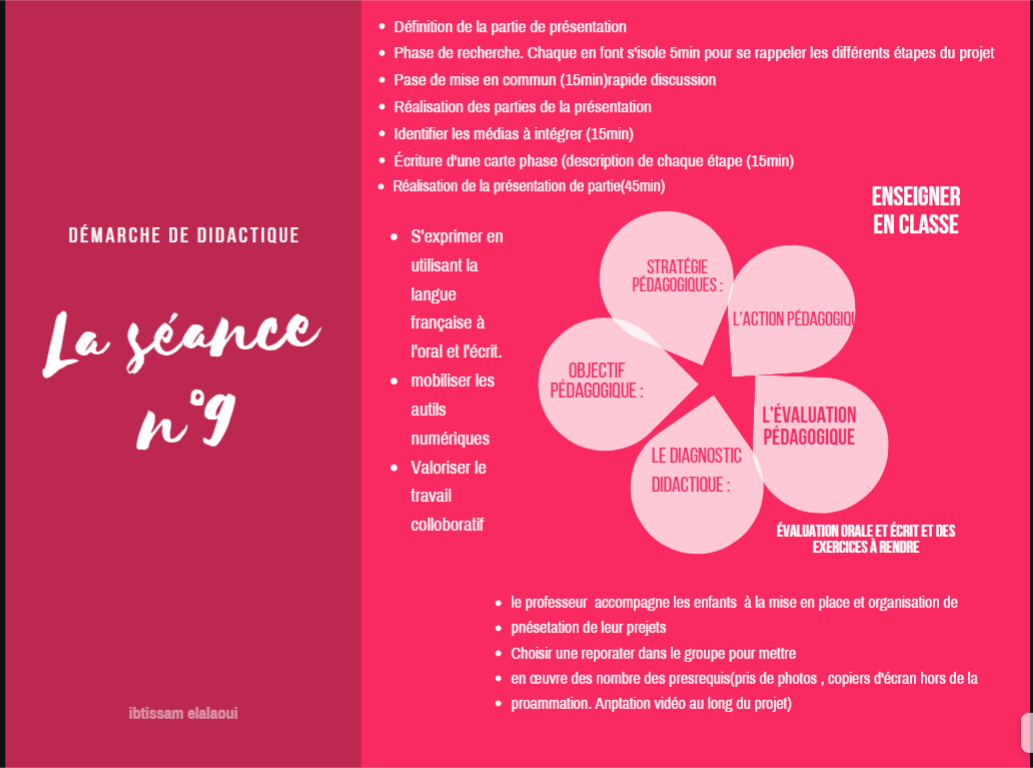 DÉMARCHE DE DIDACTIQUE
La séance
n°9
ibtissam elalaoui
• Définition de la partie de présentation
• Phase de recherche. Chaque en font s'isole 5min pour se rappeler les différents étapes du projet
• Pase de mise en commun (15min)rapide discussion
• Réalisation des parties de la présentation
• Identifier les médias à intégrer (15min)
• Écriture d'une carte phase (description de chaque étape (15min)
• Réalisation de la présentation de partie(45min)
ENSEIGNER
EN CLASSE
• S'exprimer en
utilisant la
langue
française à
l'oral et l'écrit.
• mobiliser les
autils
numériques
• Valoriser le
travail
colloboratif
STRATÉGIE
PÉDAGOGIQUES :
L'ACTION PÉDAGOGIQU
OBJECTIF
PÉDAGOGIQUE :
L'ÉVALUATION
PÉDAGOGIQUE
LE DIAGNOSTIC
DIDACTIQUE :
ÉVALUATION ORALE ET ÉCRIT ET DES
EXERCICES À RENDRE
• le professeur accompagne les enfants à la mise en place et organisation de
• pnésetation de leur prejets
• Choisir une reporater dans le groupe pour mettre
• en œuvre des nombre des presrequis(pris de photos , copiers d'écran hors de la
• proammation. Anptation vidéo au long du projet)